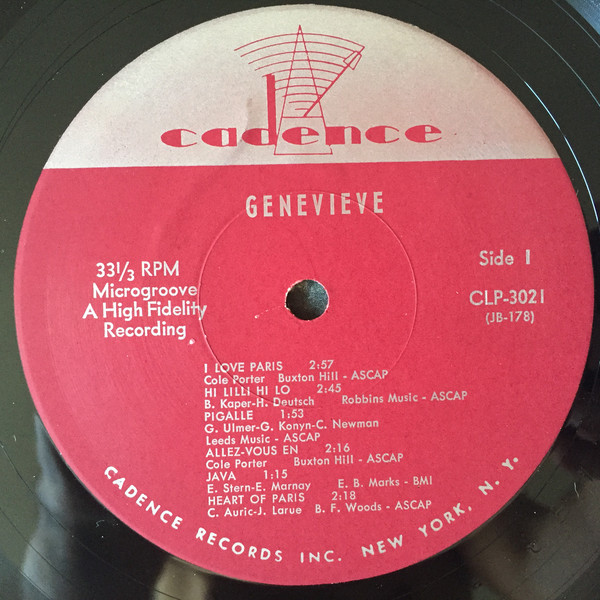 cadence
GENEVIEVE
33 1/3 RPM
Microgroove
A High Fidelity
Recording
Side 1
CLP-3021
(JB-178)
I LOVE PARIS 2:57
Cole Porter Buxton Hill - ASCAP
HI LILLI HI LO 2:45
B. Kaper-H. Deutsch Robbins Music - ASCAP
PIGALLE 1:53
G. Ulmer-G. Konyn-C. Newman
Leeds Music - ASCAP
ALLEZ-VOUS EN 2:16
Cole Porter Buxton Hill - ASCAP
JAVA 1:15
E. Stern-E. Marnay E. B. Marks - BMI
HEART OF PARIS 2:18
C. Auric-J. Larue B. F. Woods - ASCAP
CADENCE RECORDS INC. NEW YORK, N. Y.